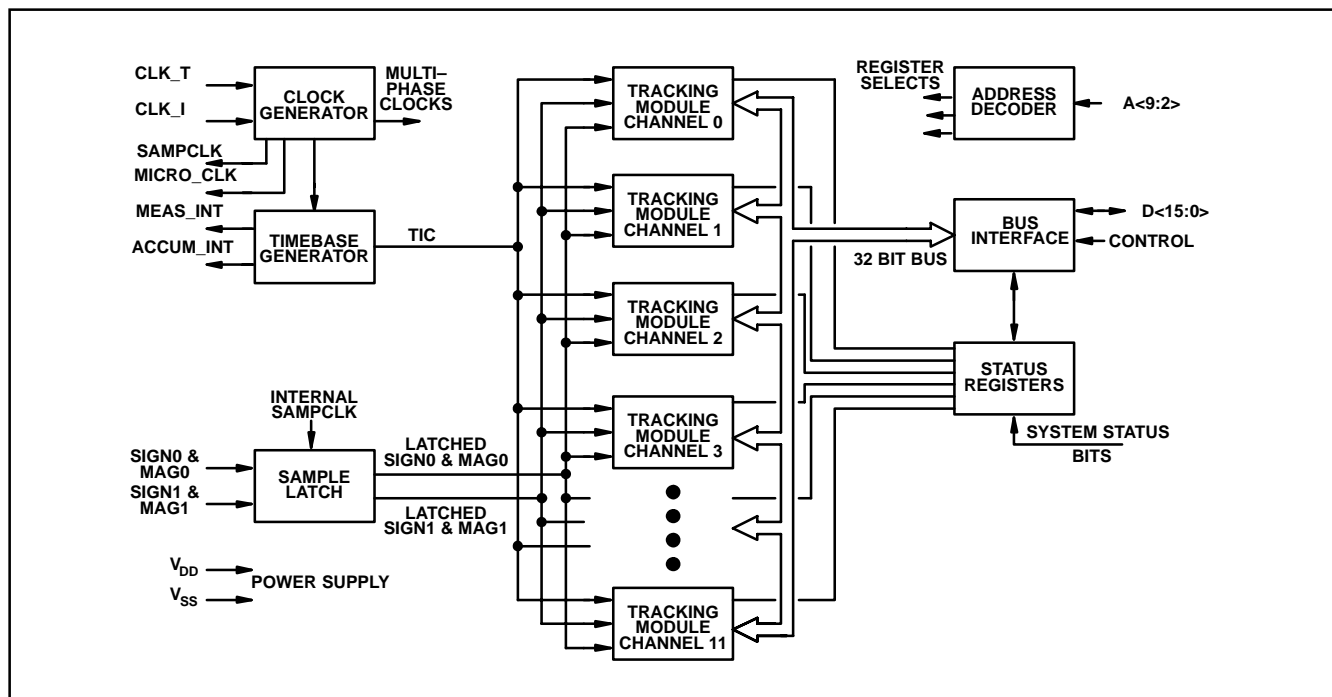 CLK_T
CLK_I
CLOCK
GENERATOR
MULTI–
PHASE
CLOCKS
SAMPCLK
MICRO_CLK
MEAS_INT
ACCUM_INT
TIMEBASE
GENERATOR
TIC
INTERNAL
SAMPCLK
SIGN0 &
MAG0
SIGN1 &
MAG1
SAMPLE
LATCH
LATCHED
SIGN0 & MAG0
LATCHED
SIGN1 & MAG1
VDD
VSS
POWER SUPPLY
TRACKING
MODULE
CHANNEL 0
TRACKING
MODULE
CHANNEL 1
TRACKING
MODULE
CHANNEL 2
TRACKING
MODULE
CHANNEL 3
TRACKING
MODULE
CHANNEL 11
REGISTER
SELECTS
ADDRESS
DECODER
A<9:2>
32 BIT BUS
BUS
INTERFACE
D<15:0>
CONTROL
STATUS
REGISTERS
SYSTEM STATUS
BITS